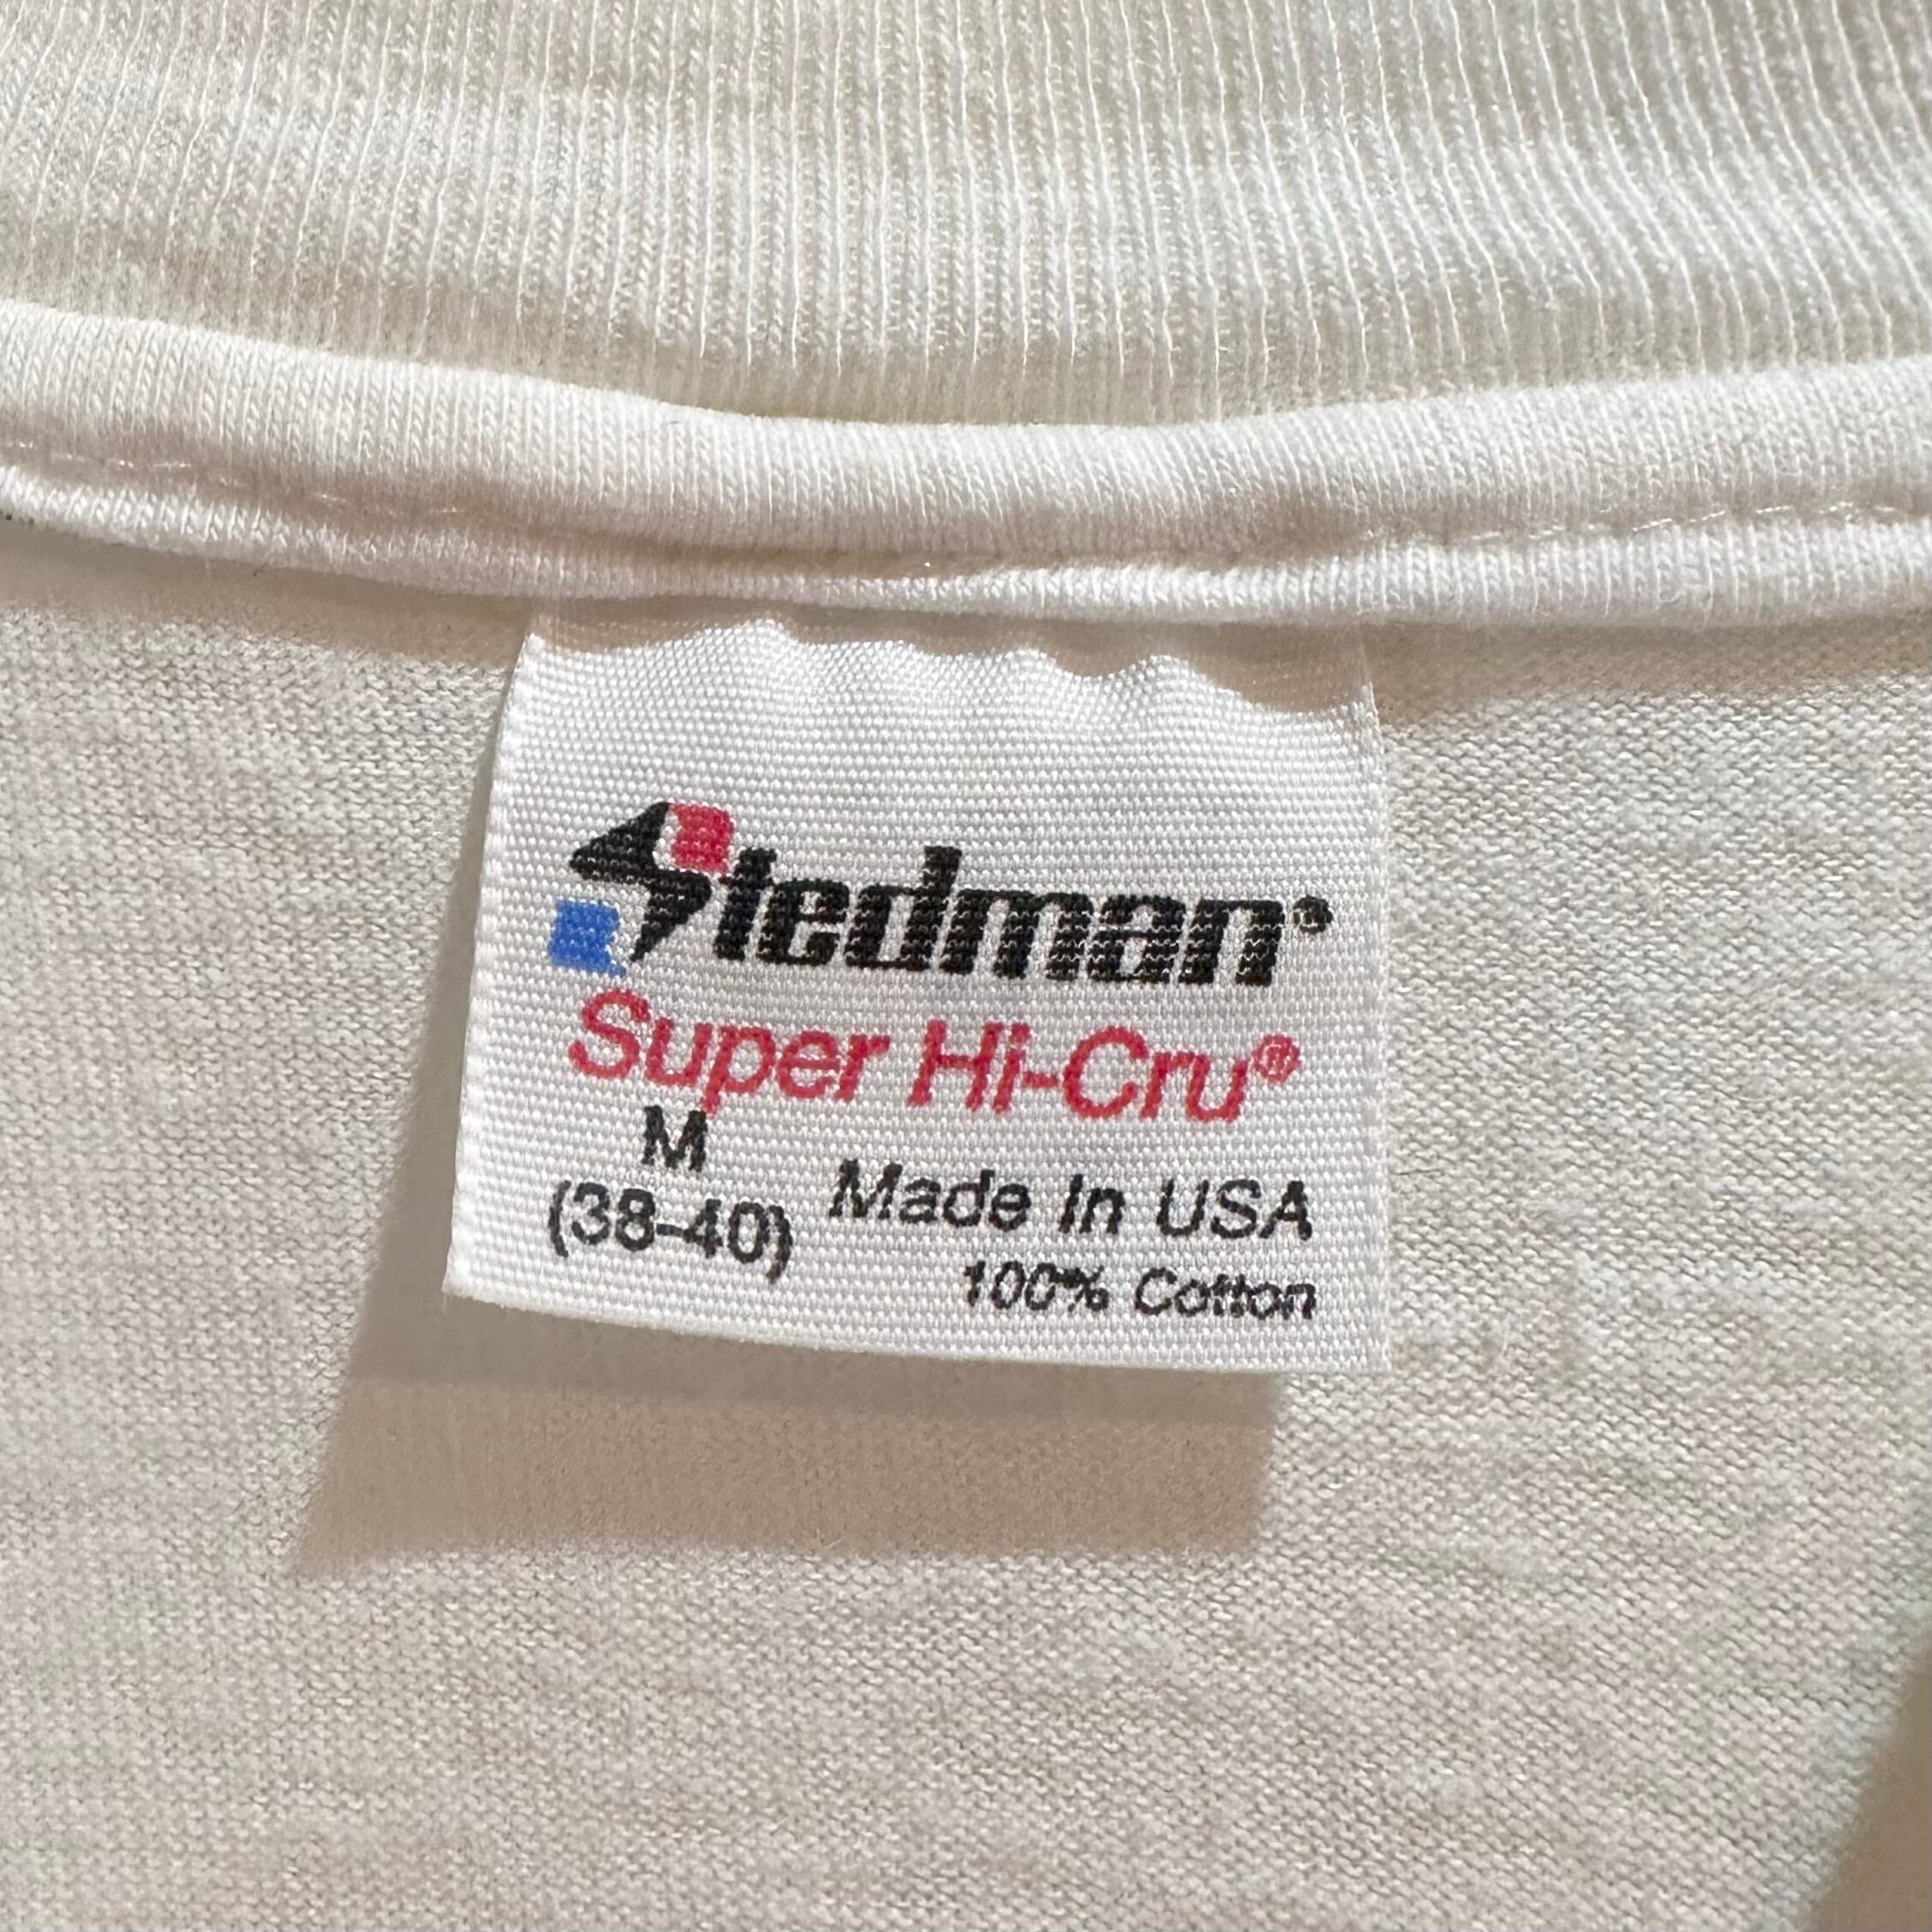 Stedman®
Super Hi-Cru®
M
(38-40)
Made In USA
100% Cotton